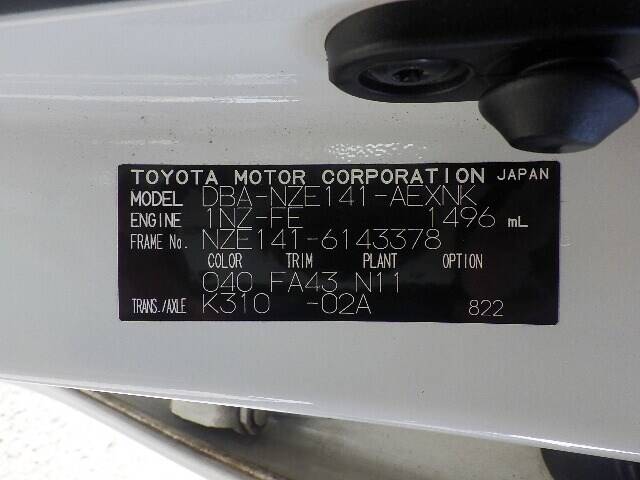 TOYOTA MOTOR CORPORATION JAPAN
MODEL DBA-NZE141-AEXNK
ENGINE 1NZ-FE 1496 mL
FRAME No. NZE141-6143378
COLOR TRIM PLANT OPTION
040 FA43 N11
TRANS./AXLE K310 -02A 822